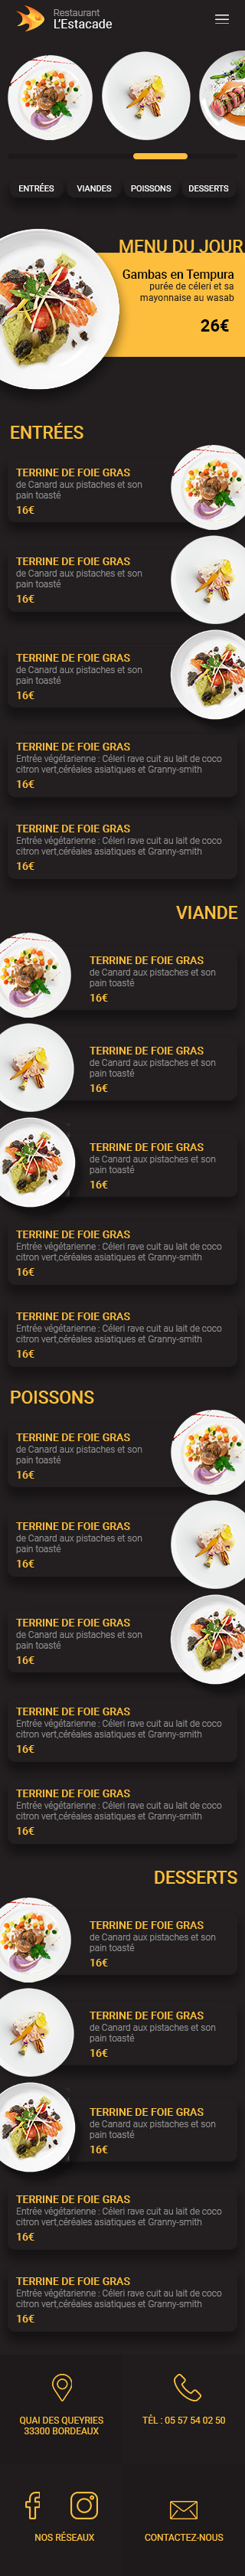 Restaurant
L'Estacade
ENTRÉES
VIANDES
POISSONS
DESSERTS
MENU DU JOUR
Gambas en Tempura
purée de céleri et sa
mayonnaise au wasab
26€
ENTRÉES
TERRINE DE FOIE GRAS
de Canard aux pistaches et son
pain toasté
16€
TERRINE DE FOIE GRAS
de Canard aux pistaches et son
pain toasté
16€
TERRINE DE FOIE GRAS
de Canard aux pistaches et son
pain toasté
16€
TERRINE DE FOIE GRAS
Entrée végétarienne : Céleri rave cuit au lait de coco
citron vert,céréales asiatiques et Granny-smith
16€
TERRINE DE FOIE GRAS
Entrée végétarienne : Céleri rave cuit au lait de coco
citron vert,céréales asiatiques et Granny-smith
16€
VIANDE
TERRINE DE FOIE GRAS
de Canard aux pistaches et son
pain toasté
16€
TERRINE DE FOIE GRAS
de Canard aux pistaches et son
pain toasté
16€
TERRINE DE FOIE GRAS
de Canard aux pistaches et son
pain toasté
16€
TERRINE DE FOIE GRAS
Entrée végétarienne : Céleri rave cuit au lait de coco
citron vert,céréales asiatiques et Granny-smith
16€
TERRINE DE FOIE GRAS
Entrée végétarienne : Céleri rave cuit au lait de coco
citron vert,céréales asiatiques et Granny-smith
16€
POISSONS
TERRINE DE FOIE GRAS
de Canard aux pistaches et son
pain toasté
16€
TERRINE DE FOIE GRAS
de Canard aux pistaches et son
pain toasté
16€
TERRINE DE FOIE GRAS
de Canard aux pistaches et son
pain toasté
16€
TERRINE DE FOIE GRAS
Entrée végétarienne : Céleri rave cuit au lait de coco
citron vert,céréales asiatiques et Granny-smith
16€
TERRINE DE FOIE GRAS
Entrée végétarienne : Céleri rave cuit au lait de coco
citron vert,céréales asiatiques et Granny-smith
16€
DESSERTS
TERRINE DE FOIE GRAS
de Canard aux pistaches et son
pain toasté
16€
TERRINE DE FOIE GRAS
de Canard aux pistaches et son
pain toasté
16€
TERRINE DE FOIE GRAS
de Canard aux pistaches et son
pain toasté
16€
TERRINE DE FOIE GRAS
Entrée végétarienne : Céleri rave cuit au lait de coco
citron vert,céréales asiatiques et Granny-smith
16€
TERRINE DE FOIE GRAS
Entrée végétarienne : Céleri rave cuit au lait de coco
citron vert,céréales asiatiques et Granny-smith
16€
QUAI DES QUEYRIES
33300 BORDEAUX
TÉL : 05 57 54 02 50
NOS RÉSEAUX
CONTACTEZ-NOUS